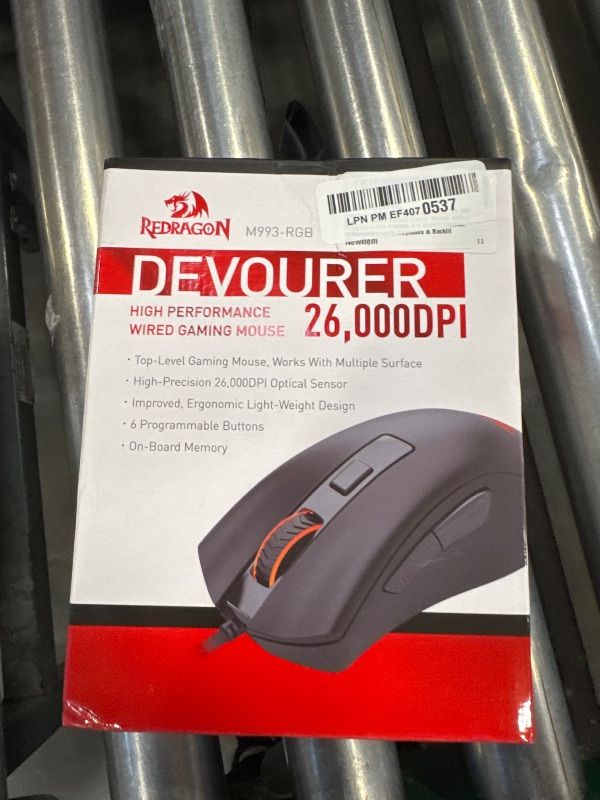 LPN PM EF407 0537
REDRAGON
M993-RGB
& Backlit
Newitem
11
DEVOURER
HIGH PERFORMANCE
WIRED GAMING MOUSE
26,000DPI
· Top-Level Gaming Mouse, Works With Multiple Surface
· High-Precision 26,000DPI Optical Sensor
· Improved, Ergonomic Light-Weight Design
· 6 Programmable Buttons
· On-Board Memory